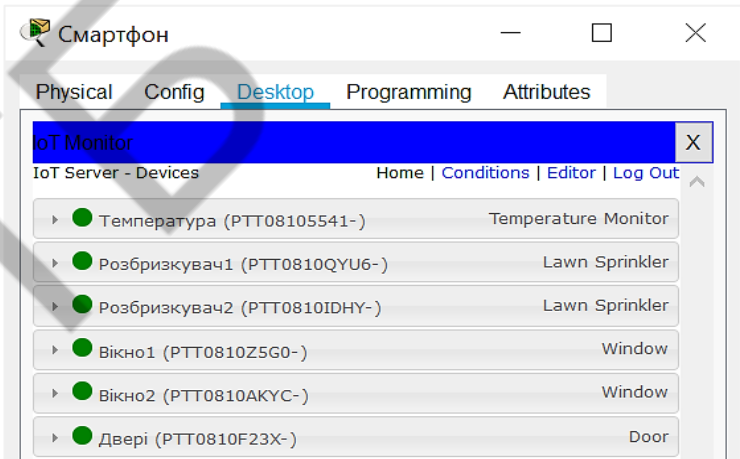 Смартфон
Physical Config Desktop Programming Attributes
IoT Monitor X
IoT Server - Devices Home | Conditions | Editor | Log Out
Температура (PTT08105541-) Temperature Monitor
Розбризкувач1 (PTT0810QYU6-) Lawn Sprinkler
Розбризкувач2 (PTT0810IDHY-) Lawn Sprinkler
Вікно1 (PTT0810Z5G0-) Window
Вікно2 (PTT0810AKYC-) Window
Двері (PTT0810F23X-) Door